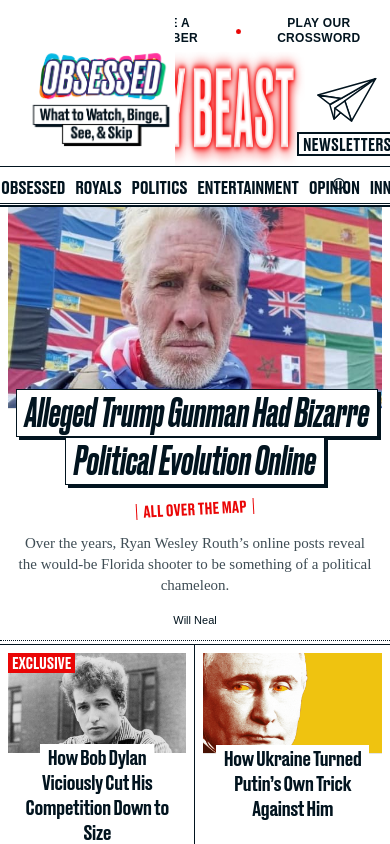 E A
PLAY OUR
BER
CROSSWORD
OBSESSED
What to Watch, Binge,
See, & Skip
Y BEAST
NEWSLETTERS
OBSESSED ROYALS POLITICS ENTERTAINMENT OPINION INN
Alleged Trump Gunman Had Bizarre
Political Evolution Online
ALL OVER THE MAP
Over the years, Ryan Wesley Routh’s online posts reveal
the would-be Florida shooter to be something of a political
chameleon.
Will Neal
EXCLUSIVE
How Bob Dylan
Viciously Cut His
Competition Down to
Size
How Ukraine Turned
Putin’s Own Trick
Against Him